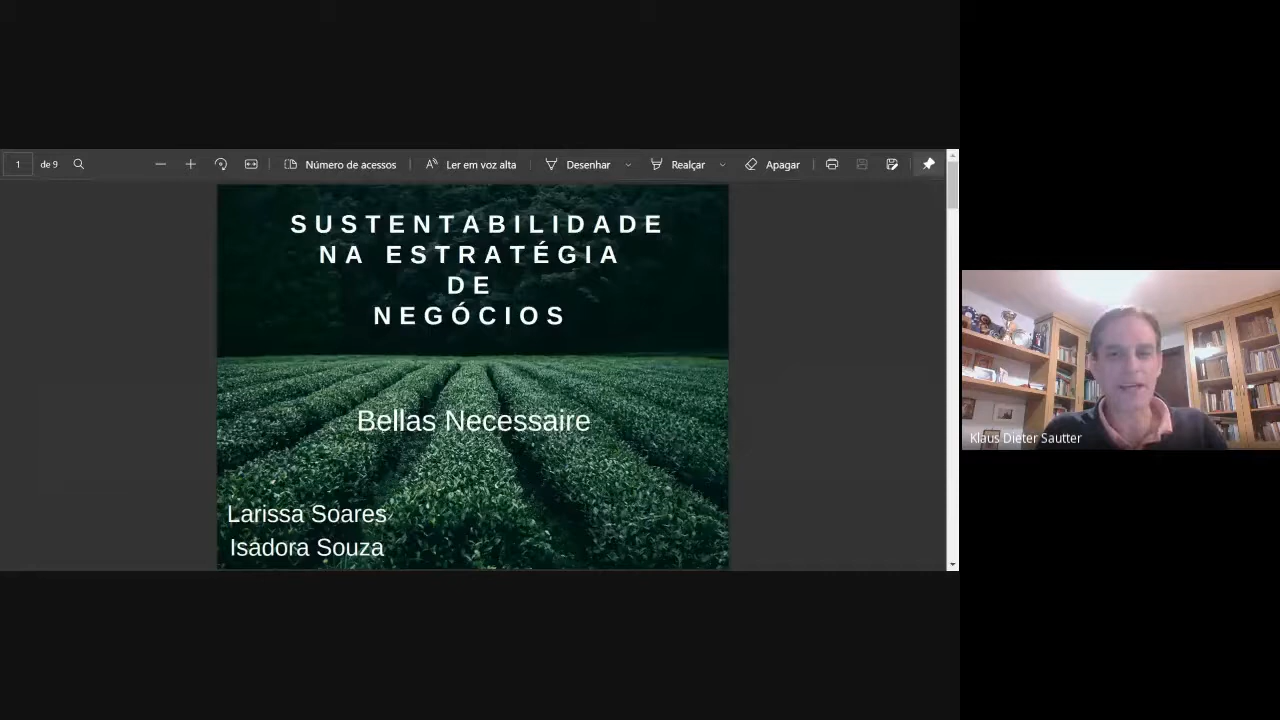 1 de 9 Número de acessos Ler em voz alta Desenhar Realçar Apagar
SUSTENTABILIDADE
NA ESTRATÉGIA
DE
NEGÓCIOS
Bellas Necessaire
Larissa Soares
Isadora Souza
Klaus Dieter Sautter